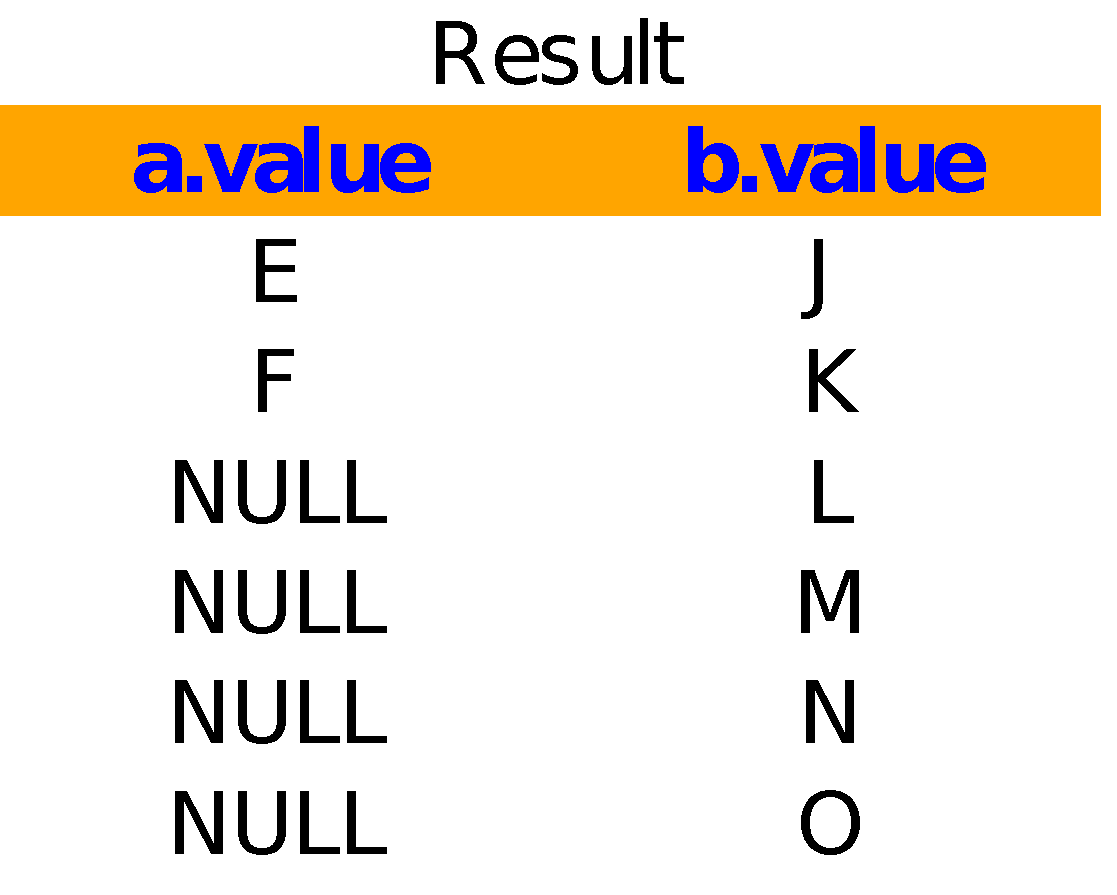 Result
a.value b.value
E J
F K
NULL L
NULL M
NULL N
NULL O